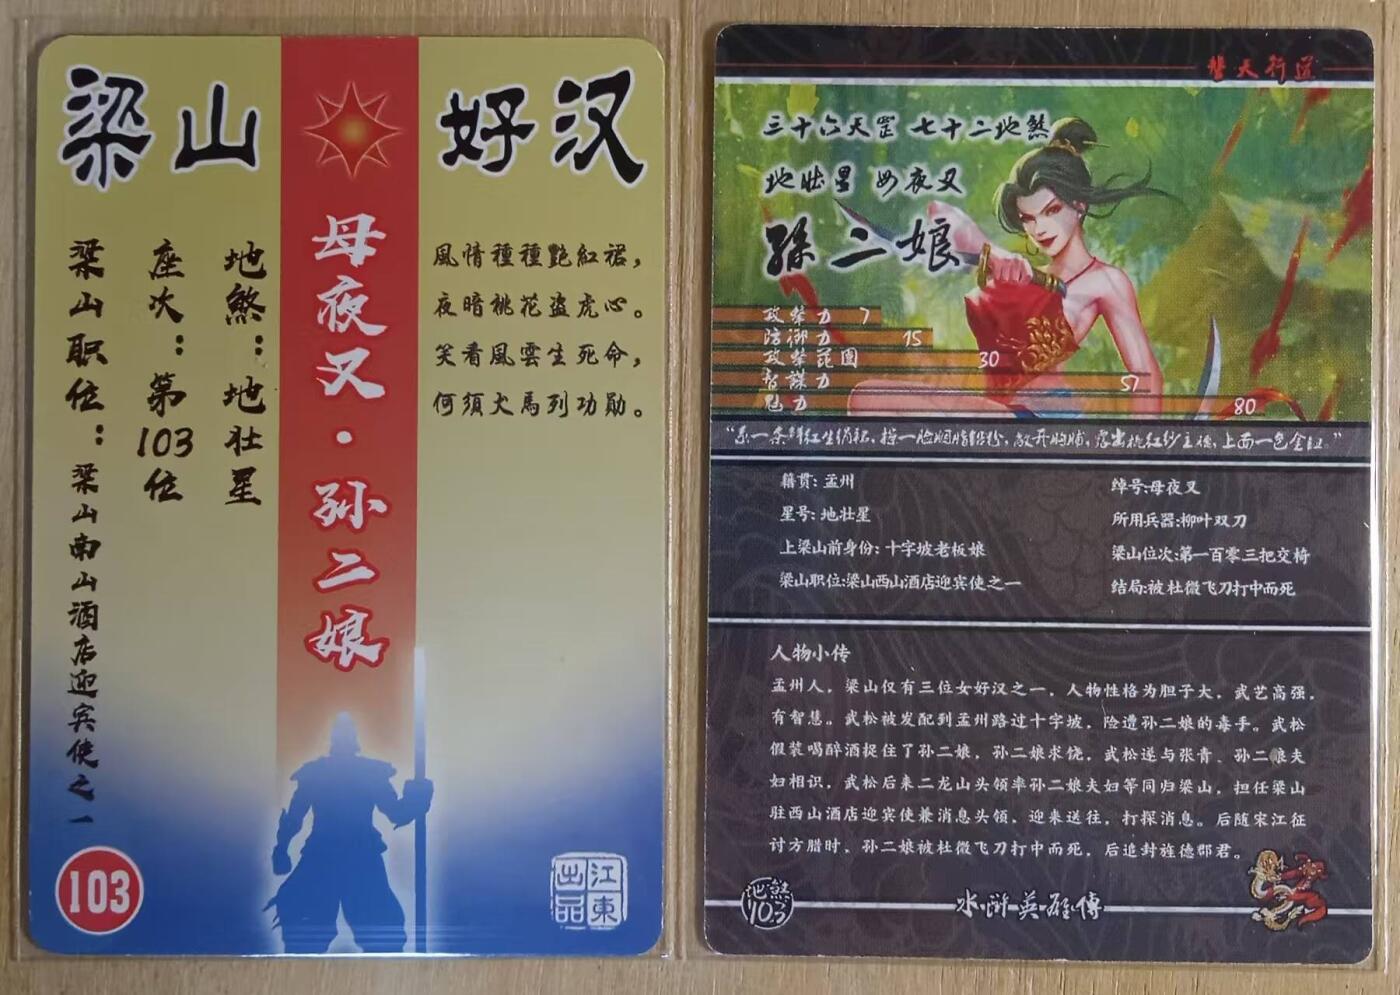 梁山
好汉
母夜叉·孙二娘
地煞：地壮星
座次：第103位
梁山职位：梁山南山酒店迎宾使之一
風情種種艷紅裙，
夜暗桃花盗虎心。
笑看風雲生死命，
何須犬馬列功勋。
103
江東出品
替天行道
三十六天罡 七十二地煞
地壮星 母夜叉
孫二娘
攻擊力 7
防御力 15
攻擊范圍 30
智謀力 51
魅力 80
籍贯：孟州
绰号:母夜叉
星号：地壮星
所用兵器:柳叶双刀
上梁山前身份：十字坡老板娘
梁山位次:第一百零三把交椅
梁山职位:梁山西山酒店迎宾使之一
结局:被杜微飞刀打中而死
人物小传
孟州人，梁山仅有三位女好汉之一，人物性格为胆子大，武艺高强，
有智慧。武松被发配到孟州路过十字坡，险遭孙二娘的毒手。武松
假装喝醉酒捉住了孙二娘，孙二娘求饶，武松遂与张青、孙二娘夫
妇相识，武松后来二龙山头领率孙二娘夫妇等同归梁山，担任梁山
驻西山酒店迎宾使兼消息头领，迎来送往，打探消息。后随宋江征
讨方腊时，孙二娘被杜微飞刀打中而死，后追封旌德郡君。
地煞
103
水浒英雄傳